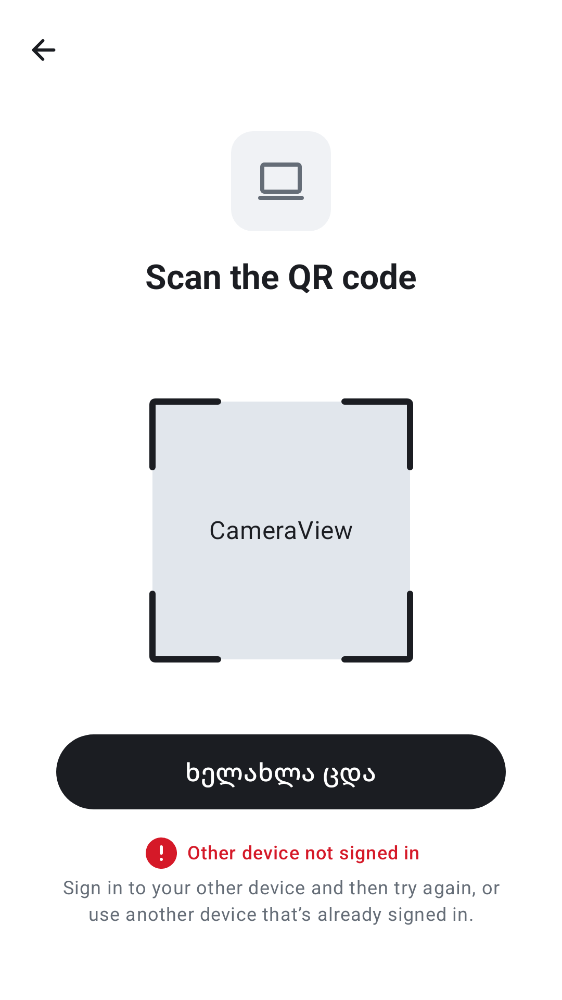 Scan the QR code
CameraView
ხელახლა ცდა
Other device not signed in
Sign in to your other device and then try again, or
use another device that’s already signed in.